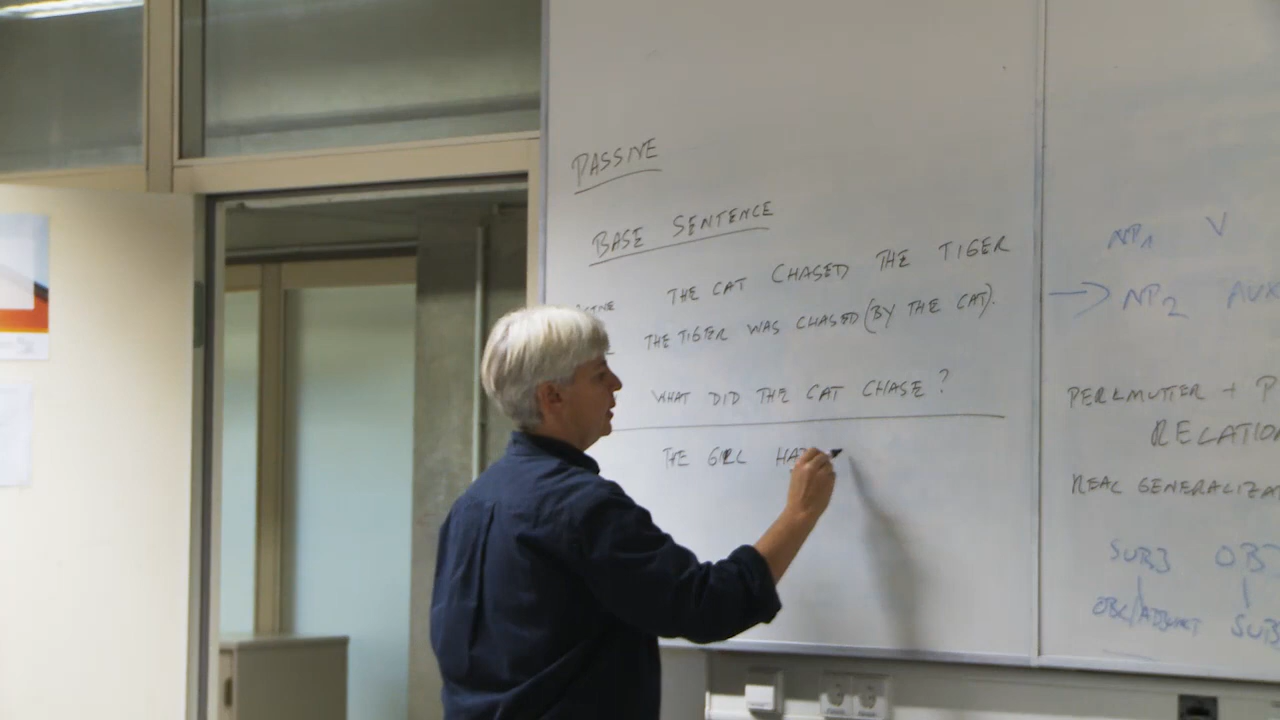 PASSIVE
BASE SENTENCE
THE CAT CHASED THE TIGER
THE TIGER WAS CHASED (BY THE CAT).
WHAT DID THE CAT CHASE?
THE GIRL
NP1 V
→ NP2 AUX
PERLMUTTER + P
RELATION
REAL GENERALIZA
SUBJ OBJ
OBL/ADJUNCT SUBJ